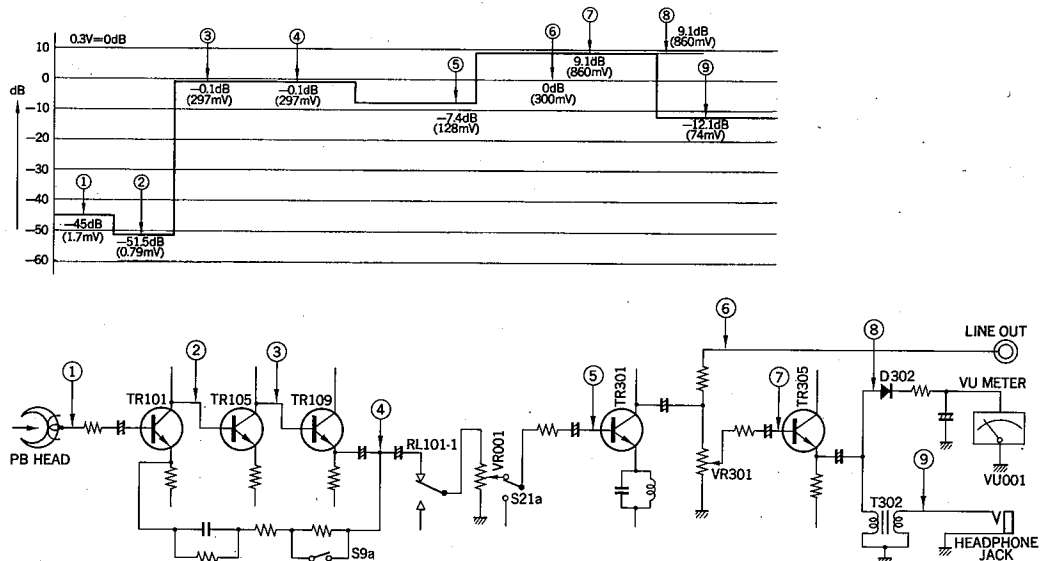 ③
④
⑥
⑦
⑧
0.3V=0dB
9.1dB
(860mV)
10
0
−10
−20
−30
−40
−50
−60
dB
⑤
9.1dB
(860mV)
⑨
−0.1dB
(297mV)
−0.1dB
(297mV)
0dB
(300mV)
−7.4dB
(128mV)
−12.1dB
(74mV)
①
②
−45dB
(1.7mV)
−51.5dB
(0.79mV)
⑥
LINE OUT
⑧
②
③
①
TR101
TR105
TR109
④
RL101-1
VR001
S21a
⑤
TR301
VR301
⑦
TR305
D302
VU METER
VU001
PB HEAD
S9a
T302
⑨
HEADPHONE
JACK